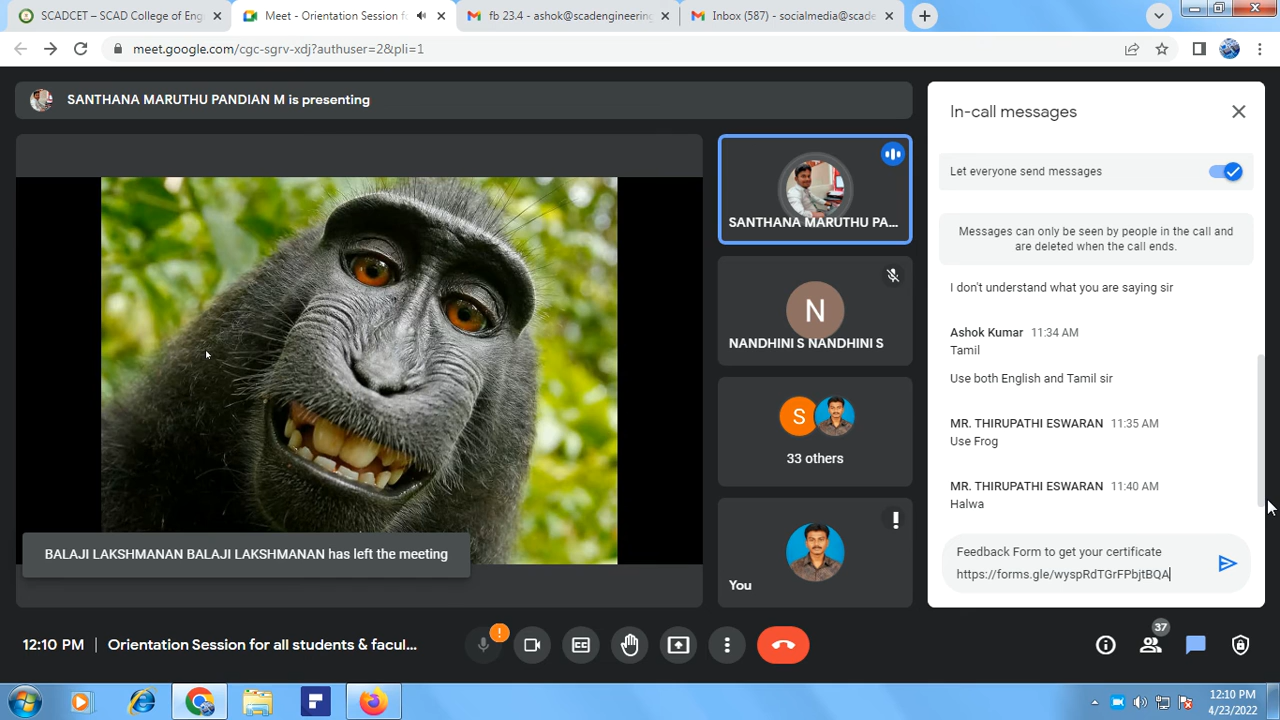 SCADCET – SCAD College of Eng
Meet - Orientation Session fo
fb 23.4 - ashok@scadengineering
Inbox (587) - socialmedia@scade
meet.google.com/cgc-sgrv-xdj?authuser=2&pli=1
SANTHANA MARUTHU PANDIAN M is presenting
SANTHANA MARUTHU PA...
N
NANDHINI S NANDHINI S
S
33 others
You
BALAJI LAKSHMANAN BALAJI LAKSHMANAN has left the meeting
In-call messages
Let everyone send messages
Messages can only be seen by people in the call and
are deleted when the call ends.
I don't understand what you are saying sir
Ashok Kumar 11:34 AM
Tamil
Use both English and Tamil sir
MR. THIRUPATHI ESWARAN 11:35 AM
Use Frog
MR. THIRUPATHI ESWARAN 11:40 AM
Halwa
Feedback Form to get your certificate
https://forms.gle/wyspRdTGrFPbjtBQA
12:10 PM | Orientation Session for all students & facul...
CC
37
12:10 PM
4/23/2022